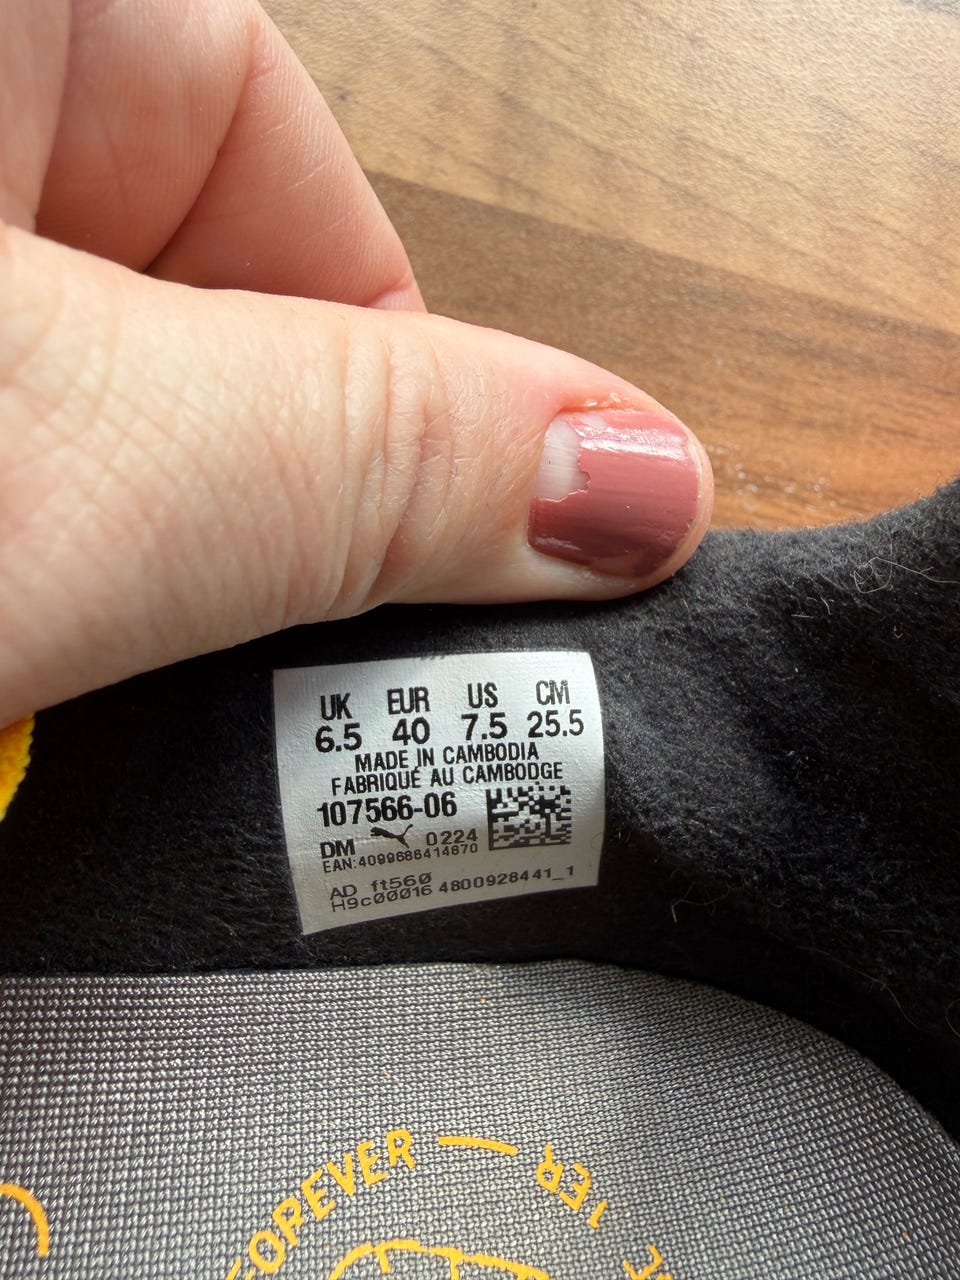 UK EUR US CM
6.5 40 7.5 25.5
MADE IN CAMBODIA
FABRIQUÉ AU CAMBODGE
107566-06
DM 0224
EAN:4099686414870
AD ft560
H9c00016 4800928441_1
FOREVER
1ER